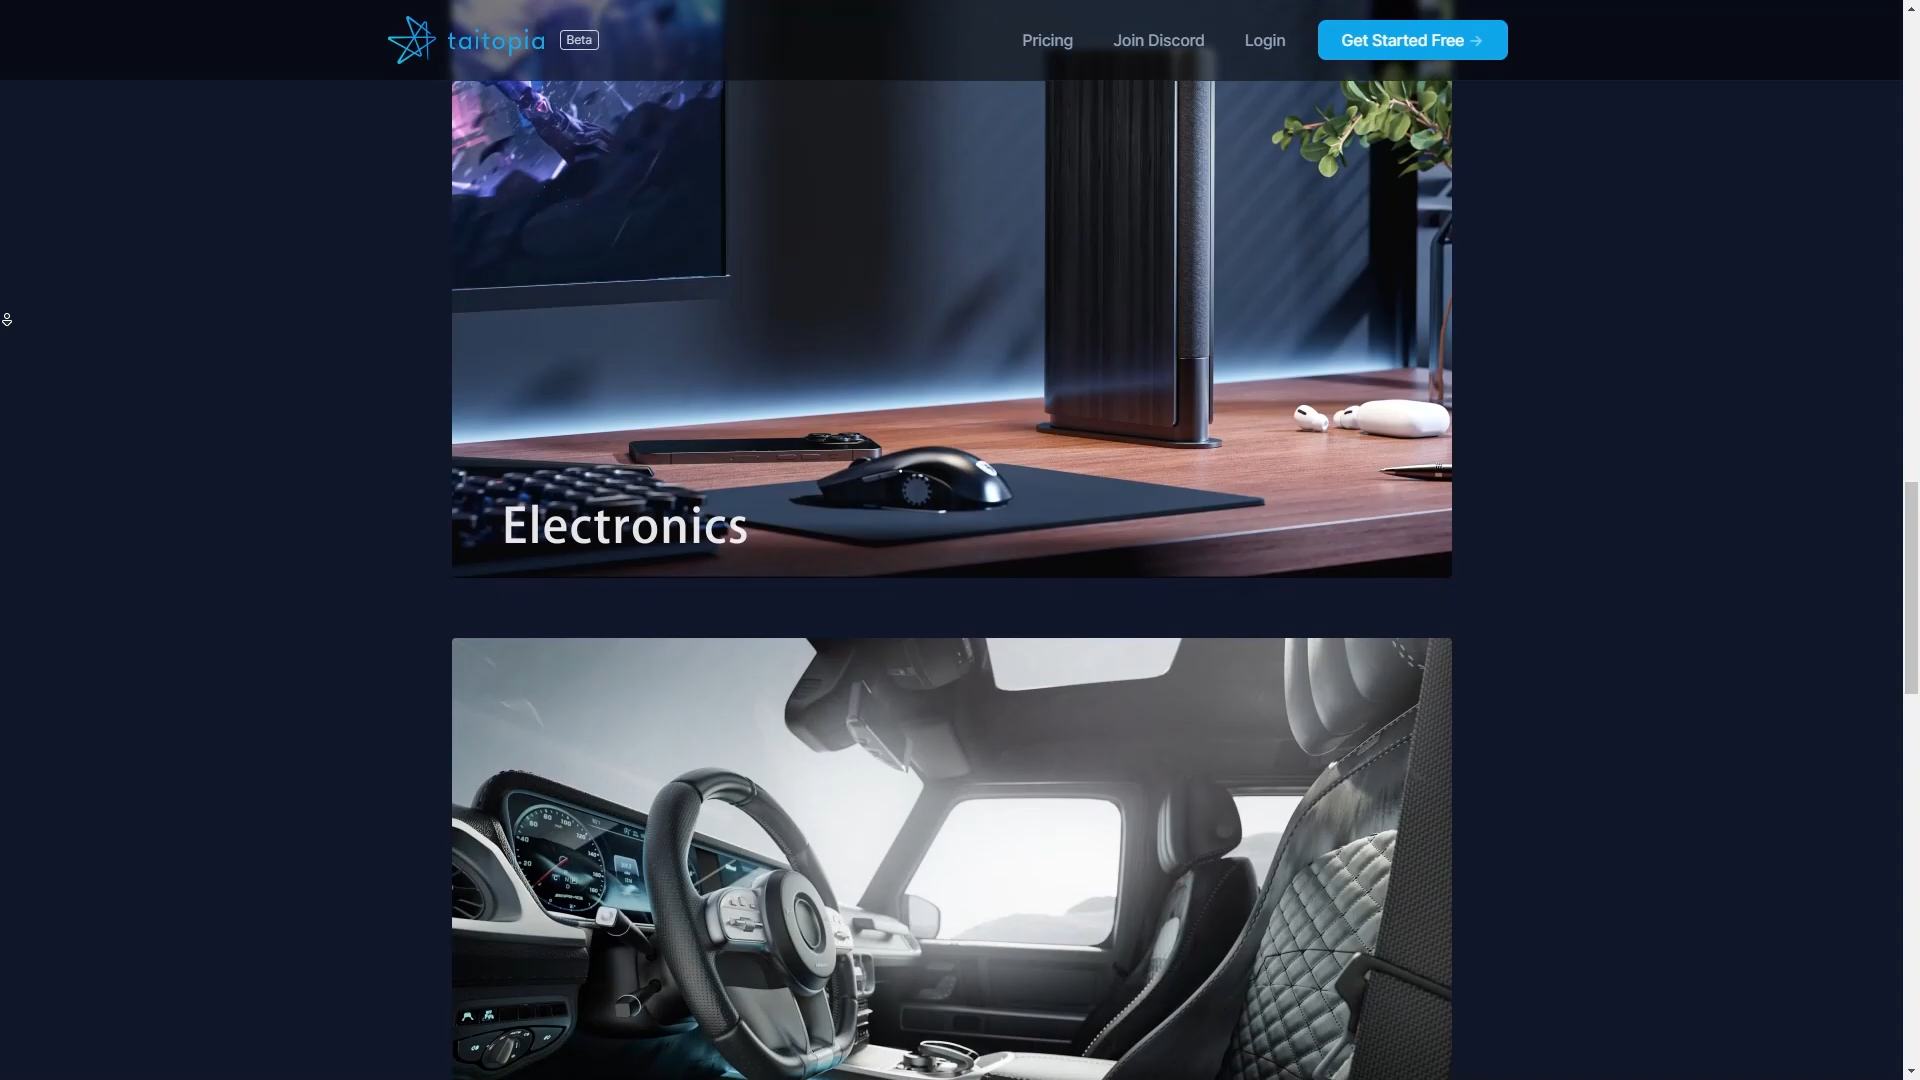 taitopia
Beta
Pricing
Join Discord
Login
Get Started Free →
Electronics